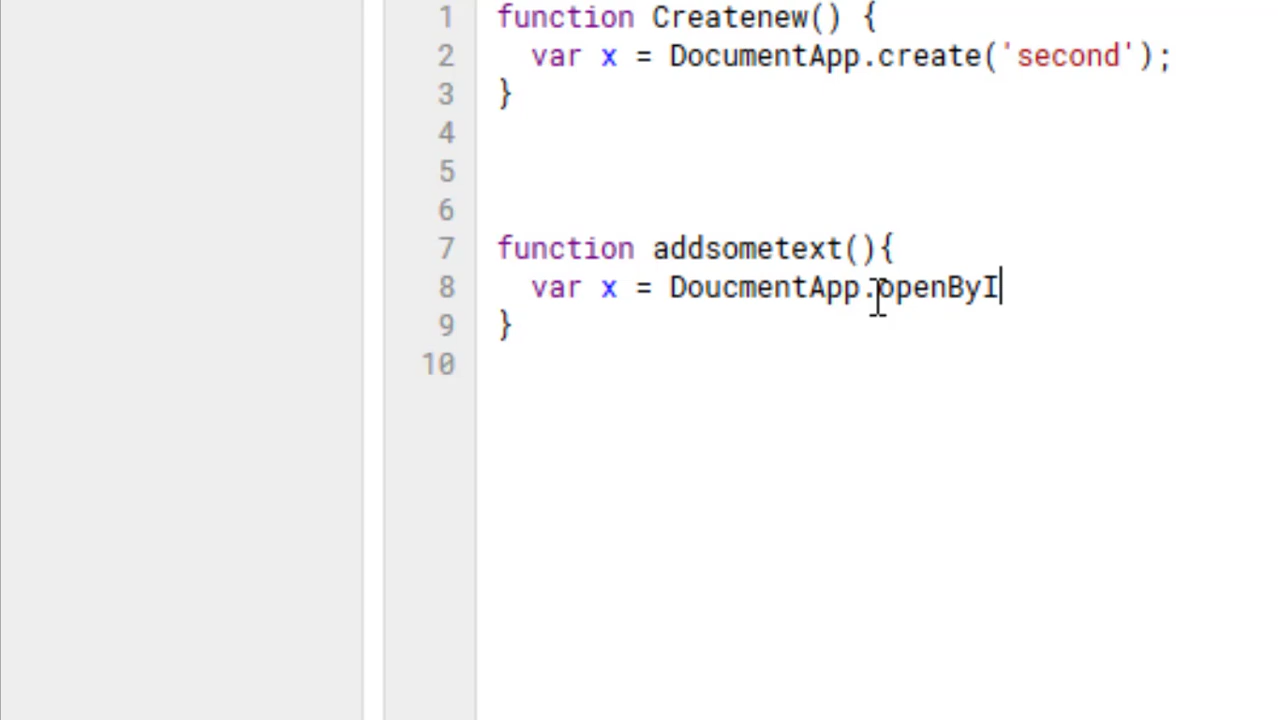 1 function Createnew() {
2 var x = DocumentApp.create('second');
3 }
4
5
6
7 function addsometext(){
8 var x = DoucmentApp.openByI
9 }
10